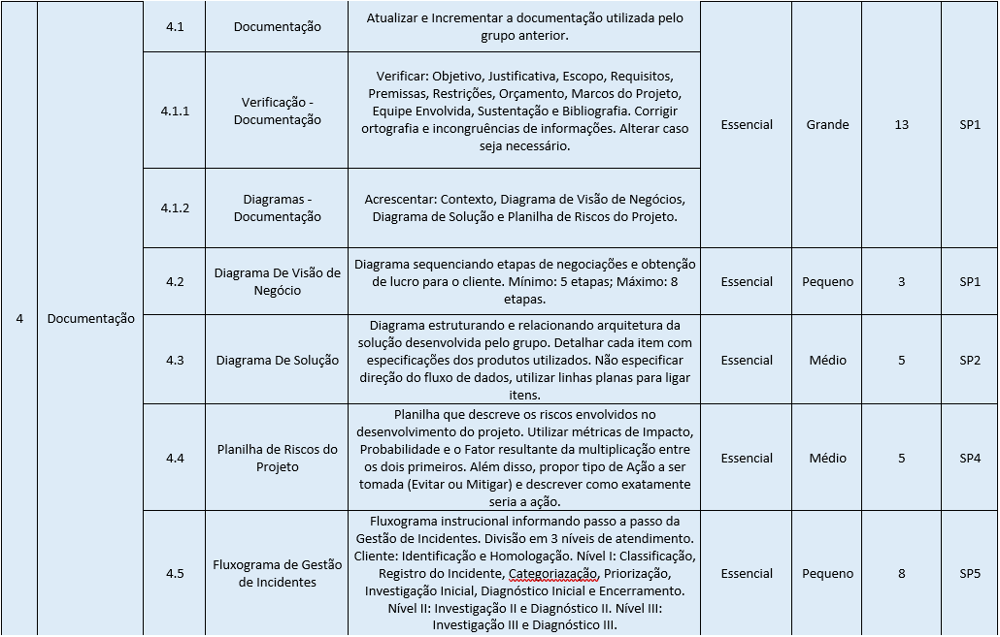 4
Documentação
4.1
Documentação
Atualizar e Incrementar a documentação utilizada pelo
grupo anterior.
4.1.1
Verificação -
Documentação
Verificar: Objetivo, Justificativa, Escopo, Requisitos,
Premissas, Restrições, Orçamento, Marcos do Projeto,
Equipe Envolvida, Sustentação e Bibliografia. Corrigir
ortografia e incongruências de informações. Alterar caso
seja necessário.
4.1.2
Diagramas -
Documentação
Acrescentar: Contexto, Diagrama de Visão de Negócios,
Diagrama de Solução e Planilha de Riscos do Projeto.
Essencial
Grande
13
SP1
4.2
Diagrama De Visão de
Negócio
Diagrama sequenciando etapas de negociações e obtenção
de lucro para o cliente. Mínimo: 5 etapas; Máximo: 8
etapas.
Essencial
Pequeno
3
SP1
4.3
Diagrama De Solução
Diagrama estruturando e relacionando arquitetura da
solução desenvolvida pelo grupo. Detalhar cada item com
especificações dos produtos utilizados. Não especificar
direção do fluxo de dados, utilizar linhas planas para ligar
itens.
Essencial
Médio
5
SP2
4.4
Planilha de Riscos do
Projeto
Planilha que descreve os riscos envolvidos no
desenvolvimento do projeto. Utilizar métricas de Impacto,
Probabilidade e o Fator resultante da multiplicação entre
os dois primeiros. Além disso, propor tipo de Ação a ser
tomada (Evitar ou Mitigar) e descrever como exatamente
seria a ação.
Essencial
Médio
5
SP4
4.5
Fluxograma de Gestão
de Incidentes
Fluxograma instrucional informando passo a passo da
Gestão de Incidentes. Divisão em 3 níveis de atendimento.
Cliente: Identificação e Homologação. Nível I: Classificação,
Registro do Incidente, Categoriazação, Priorização,
Investigação Inicial, Diagnóstico Inicial e Encerramento.
Nível II: Investigação II e Diagnóstico II. Nível III:
Investigação III e Diagnóstico III.
Essencial
Pequeno
8
SP5